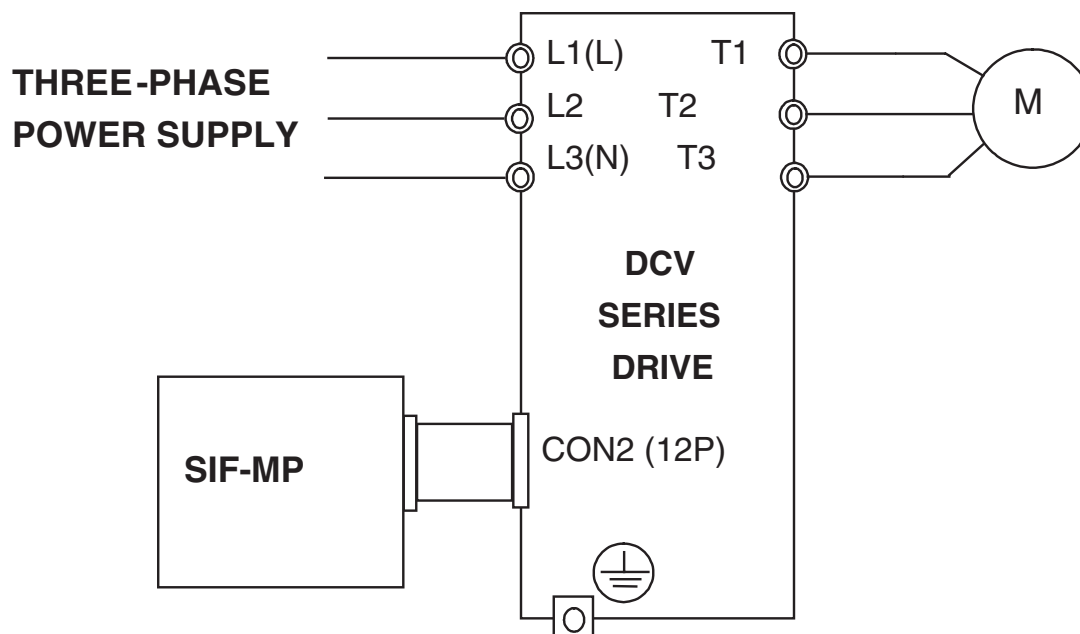 THREE-PHASE
POWER SUPPLY
L1(L) T1
L2 T2
L3(N) T3
M
DCV
SERIES
DRIVE
SIF-MP
CON2 (12P)